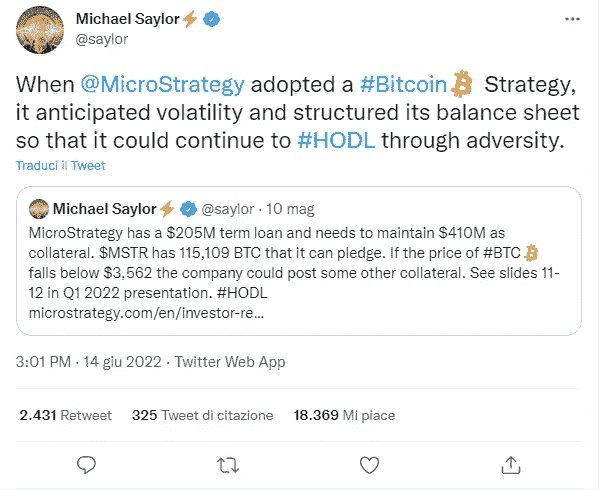 Michael Saylor⚡
@saylor
When @MicroStrategy adopted a #Bitcoin Strategy,
it anticipated volatility and structured its balance sheet
so that it could continue to #HODL through adversity.
Traduci il Tweet
Michael Saylor⚡ @saylor · 10 mag
MicroStrategy has a $205M term loan and needs to maintain $410M as
collateral. $MSTR has 115,109 BTC that it can pledge. If the price of #BTC
falls below $3,562 the company could post some other collateral. See slides 11-
12 in Q1 2022 presentation. #HODL
microstrategy.com/en/investor-re…
3:01 PM · 14 giu 2022 · Twitter Web App
2.431 Retweet 325 Tweet di citazione 18.369 Mi piace